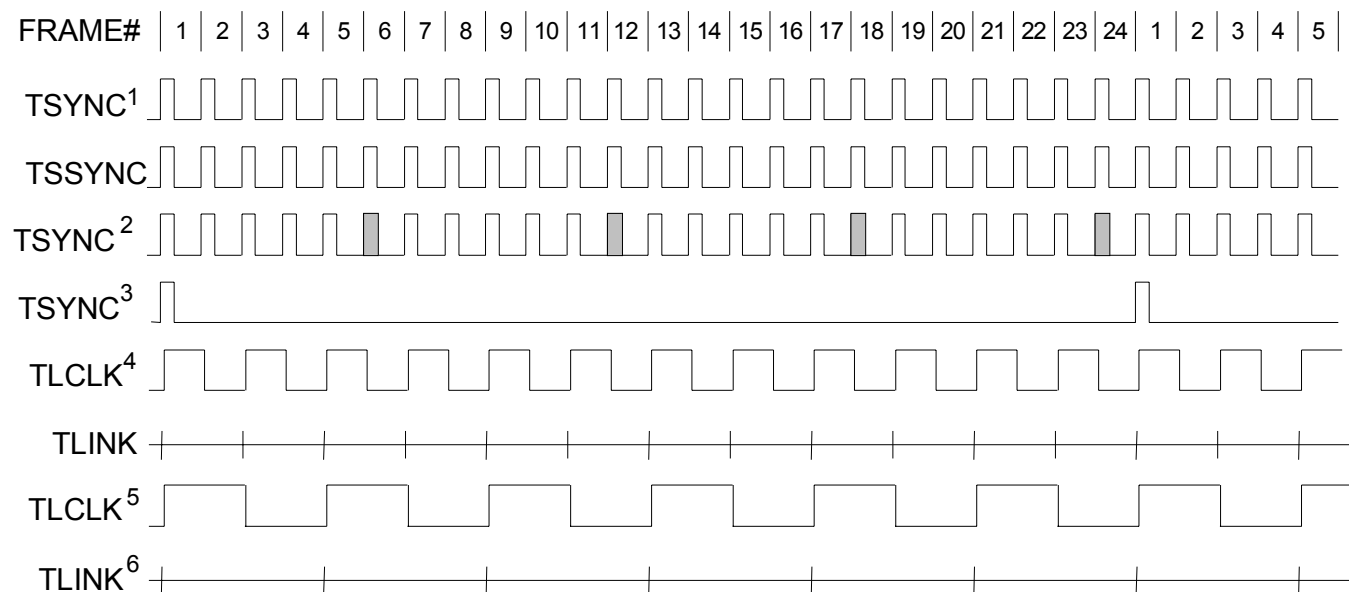 FRAME# 1 2 3 4 5 6 7 8 9 10 11 12 13 14 15 16 17 18 19 20 21 22 23 24 1 2 3 4 5
TSYNC1
TSSYNC
TSYNC2
TSYNC3
TLCLK4
TLINK
TLCLK5
TLINK6